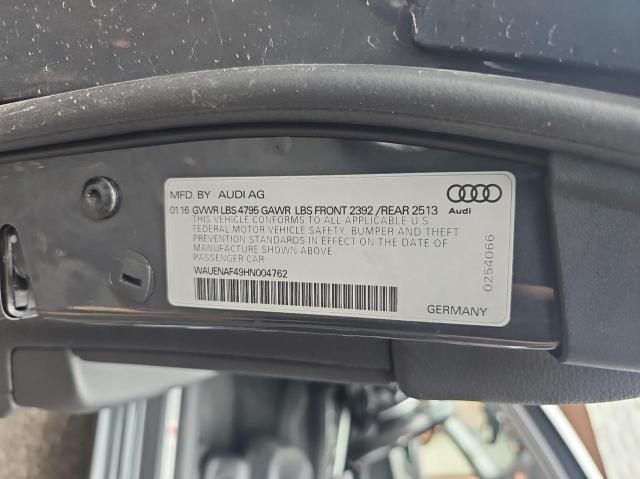 MFD. BY AUDI AG
01 16 GVWR LBS 4795 GAWR LBS FRONT 2392 / REAR 2513
THIS VEHICLE CONFORMS TO ALL APPLICABLE U S
FEDERAL MOTOR VEHICLE SAFETY, BUMPER AND THEFT
PREVENTION STANDARDS IN EFFECT ON THE DATE OF
MANUFACTURE SHOWN ABOVE.
PASSENGER CAR
WAUENAF49HN004762
Audi
0254066
GERMANY